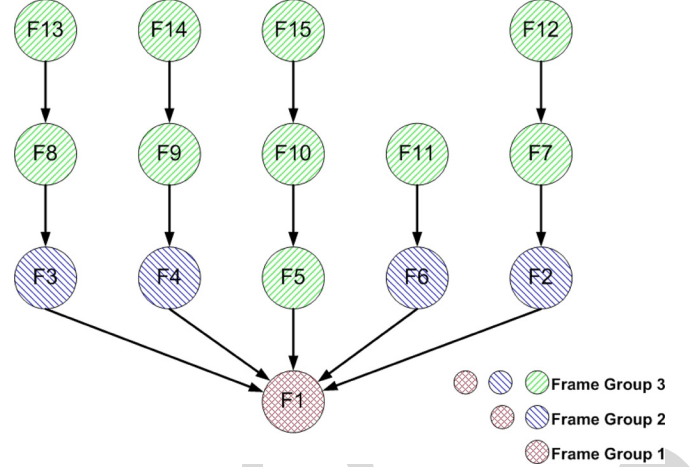 F13 F14 F15 F12
F8 F9 F10 F11 F7
F3 F4 F5 F6 F2
F1
Frame Group 3
Frame Group 2
Frame Group 1